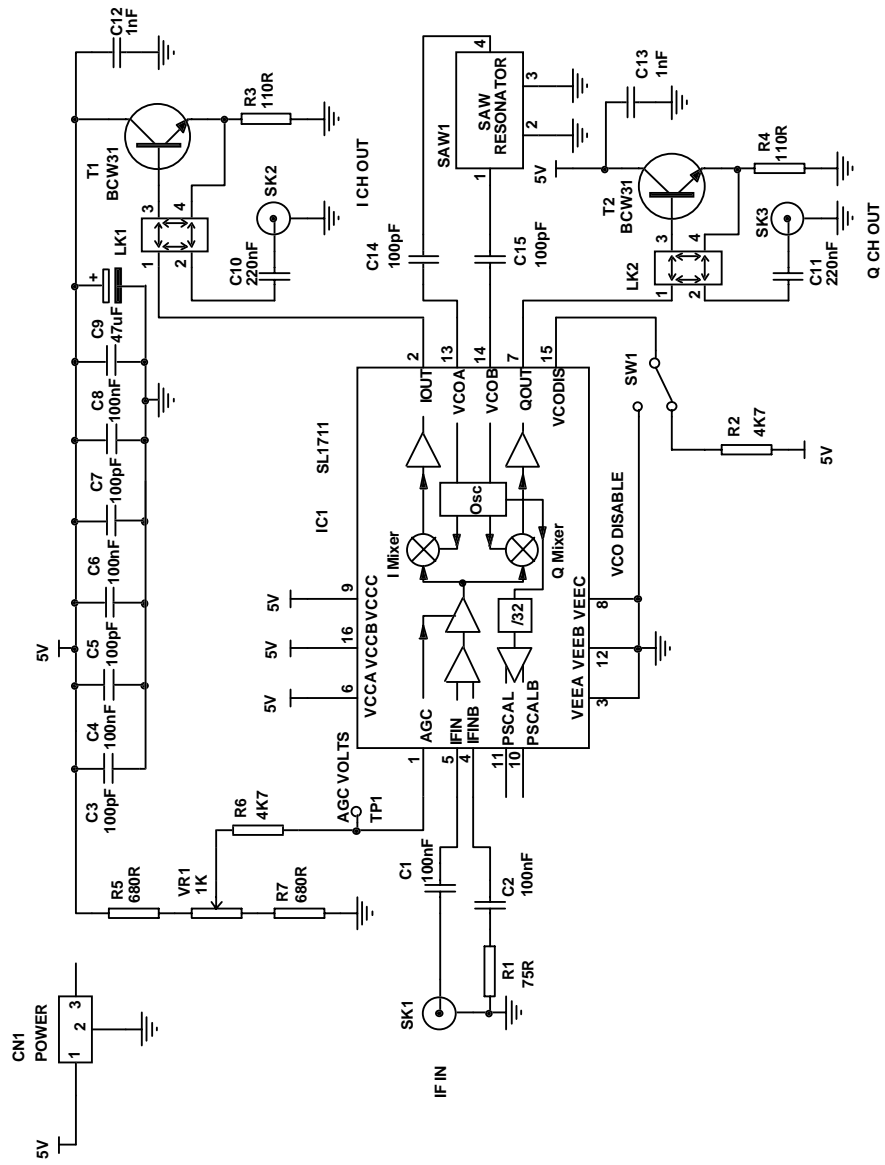 CN1
POWER
5V
1
2
3
5V
R5
680R
VR1
1K
R7
680R
R6
4K7
AGC VOLTS
TP1
C3
100pF
C4
100nF
C5
100pF
C6
100nF
C7
100pF
C8
100nF
C9
47uF
+
C12
1nF
T1
BCW31
LK1
1
2
3
4
R3
110R
C10
220nF
SK2
I CH OUT
IF IN
SK1
C1
100nF
C2
100nF
R1
75R
IC1
SL1711
5V
5V
5V
6
16
9
VCCA
VCCB
VCCC
1
AGC
5
IFIN
4
IFINB
11
PSCAL
10
PSCALB
I Mixer
Q Mixer
Osc
/32
2
IOUT
13
VCOA
14
VCOB
7
QOUT
15
VCODIS
VEEA
VEEB
VEEC
3
12
8
VCO DISABLE
SW1
R2
4K7
5V
C14
100pF
C15
100pF
SAW1
SAW
RESONATOR
1
2
3
4
5V
C13
1nF
T2
BCW31
LK2
1
2
3
4
R4
110R
C11
220nF
SK3
Q CH OUT